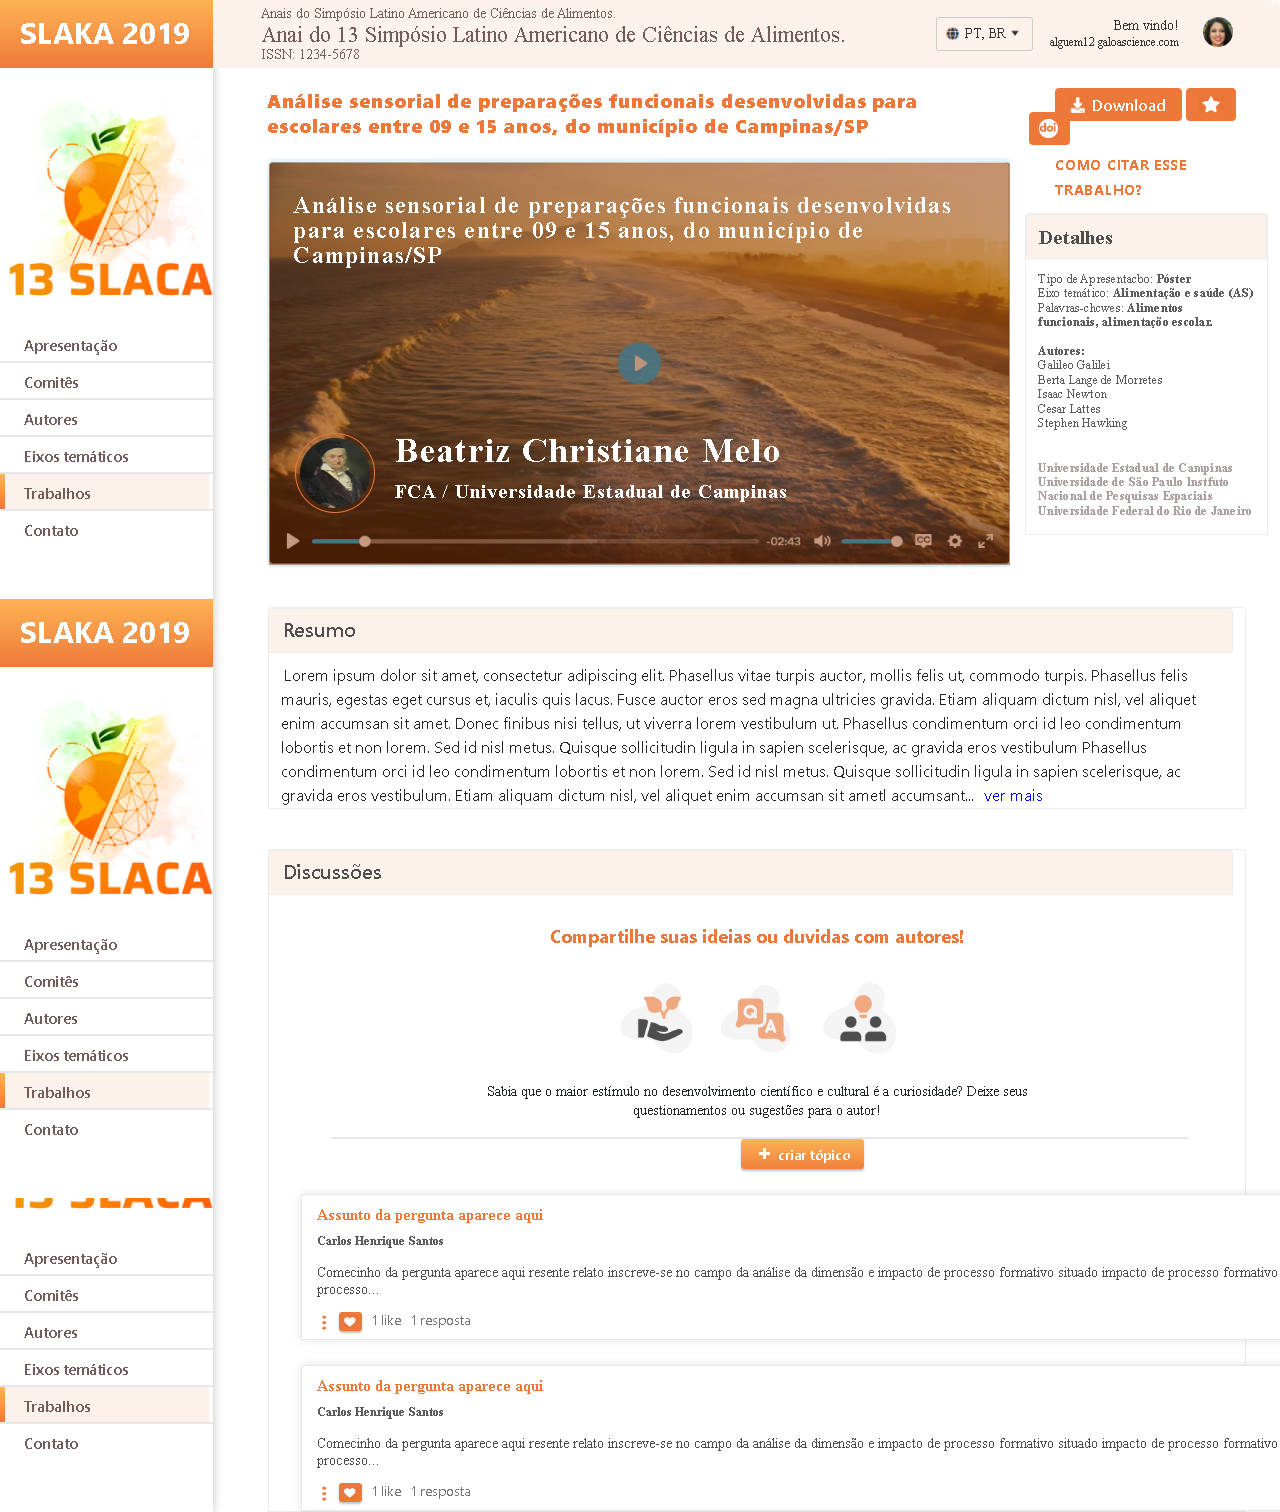 SLAKA 2019
13 SLACA
Apresentação
Comitês
Autores
Eixos temáticos
Trabalhos
Contato
SLAKA 2019
13 SLACA
Apresentação
Comitês
Autores
Eixos temáticos
Trabalhos
Contato
13 SLACA
Apresentação
Comitês
Autores
Eixos temáticos
Trabalhos
Contato
Anais do Simpósio Latino Americano de Ciências de Alimentos.
Anai do 13 Simpósio Latino Americano de Ciências de Alimentos.
ISSN: 1234-5678
PT, BR
Bem vindo!
alguem12 galoascience.com
Análise sensorial de preparações funcionais desenvolvidas para
escolares entre 09 e 15 anos, do município de Campinas/SP
Download
doi
COMO CITAR ESSE
TRABALHO?
Análise sensorial de preparações funcionais desenvolvidas
para escolares entre 09 e 15 anos, do município de
Campinas/SP
Beatriz Christiane Melo
FCA / Universidade Estadual de Campinas
-02:43
CC
Detalhes
Tipo de Apresentacbo: Póster
Eixo temático: Alimentação e saúde (AS)
Palavras-chcwes: Alimentos
funcionais, alimentação escolar.
Autores:
Galileo Galilei
Berta Lange de Morretes
Isaac Newton
Cesar Lattes
Stephen Hawking
Universidade Estadual de Campinas
Universidade de São Paulo Instfuto
Nacional de Pesquisas Espaciais
Universidade Federal do Rio de Janeiro
Resumo
Lorem ipsum dolor sit amet, consectetur adipiscing elit. Phasellus vitae turpis auctor, mollis felis ut, commodo turpis. Phasellus felis
mauris, egestas eget cursus et, iaculis quis lacus. Fusce auctor eros sed magna ultricies gravida. Etiam aliquam dictum nisl, vel aliquet
enim accumsan sit amet. Donec finibus nisi tellus, ut viverra lorem vestibulum ut. Phasellus condimentum orci id leo condimentum
lobortis et non lorem. Sed id nisl metus. Quisque sollicitudin ligula in sapien scelerisque, ac gravida eros vestibulum Phasellus
condimentum orci id leo condimentum lobortis et non lorem. Sed id nisl metus. Quisque sollicitudin ligula in sapien scelerisque, ac
gravida eros vestibulum. Etiam aliquam dictum nisl, vel aliquet enim accumsan sit ametl accumsant... ver mais
Discussões
Compartilhe suas ideias ou duvidas com autores!
Q A
Sabia que o maior estímulo no desenvolvimento científico e cultural é a curiosidade? Deixe seus
questionamentos ou sugestões para o autor!
criar tópico
Assunto da pergunta aparece aqui
Carlos Henrique Santos
Comecinho da pergunta aparece aqui resente relato inscreve-se no campo da análise da dimensão e impacto de processo formativo situado impacto de processo formativo
processo...
1 like 1 resposta
Assunto da pergunta aparece aqui
Carlos Henrique Santos
Comecinho da pergunta aparece aqui resente relato inscreve-se no campo da análise da dimensão e impacto de processo formativo situado impacto de processo formativo
processo...
1 like 1 resposta